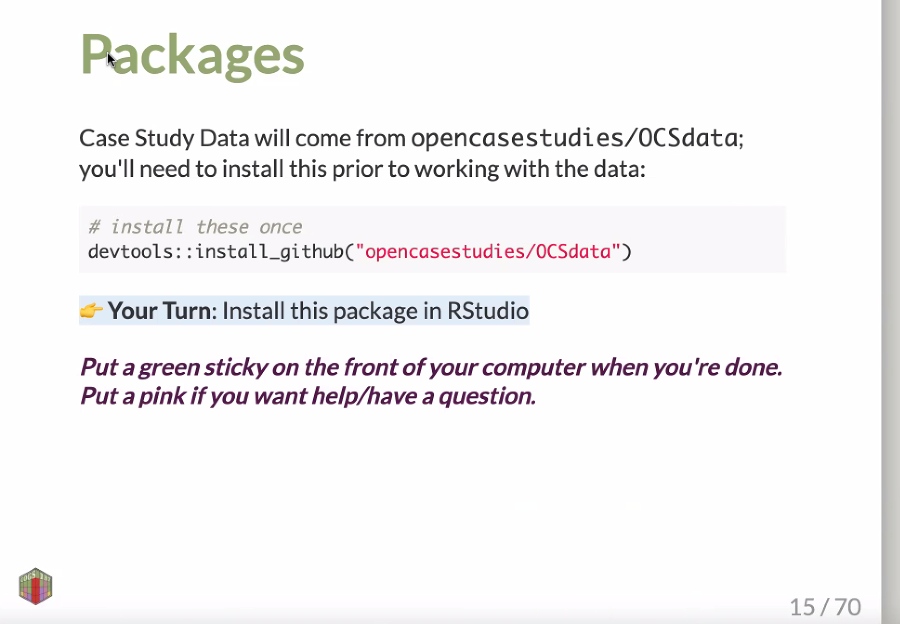 Packages
Case Study Data will come from opencasestudies/OCSdata;
you'll need to install this prior to working with the data:
# install these once
devtools::install_github("opencasestudies/OCSdata")
👉 Your Turn: Install this package in RStudio
Put a green sticky on the front of your computer when you're done.
Put a pink if you want help/have a question.
15 / 70